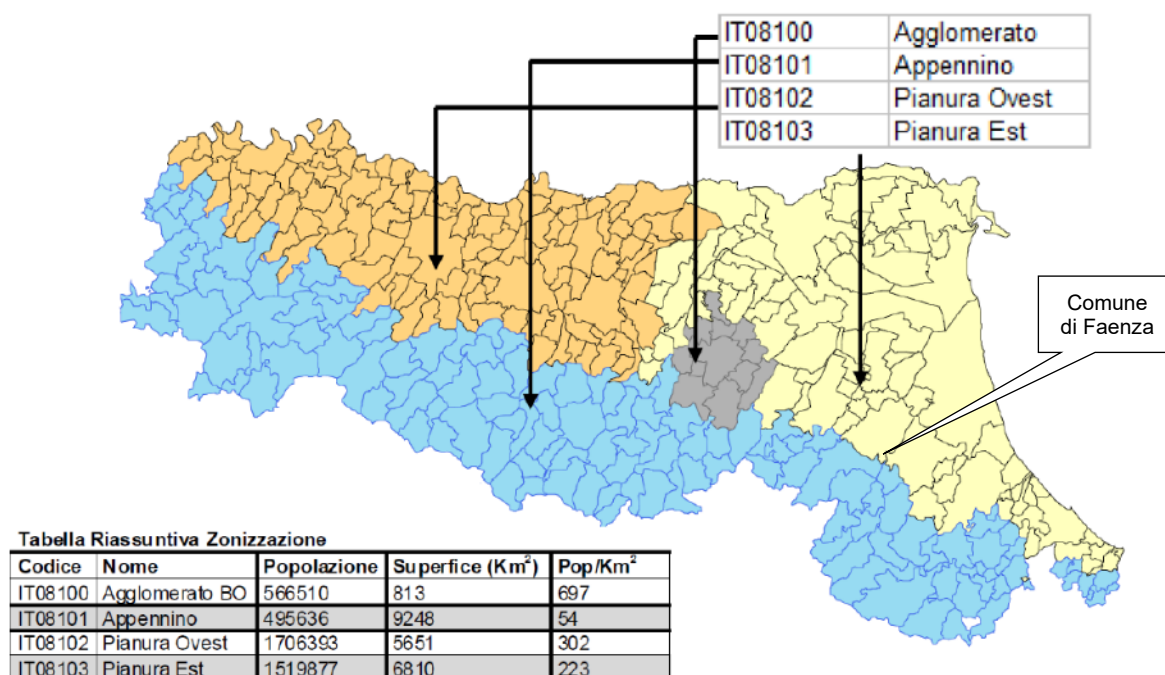 IT08100 Agglomerato
IT08101 Appennino
IT08102 Pianura Ovest
IT08103 Pianura Est
Comune
di Faenza
Tabella Riassuntiva Zonizzazione
Codice Nome Popolazione Superfice (Km²) Pop/Km²
IT08100 Agglomerato BO 566510 813 697
IT08101 Appennino 495636 9248 54
IT08102 Pianura Ovest 1706393 5651 302
IT08103 Pianura Est 1519877 6810 223